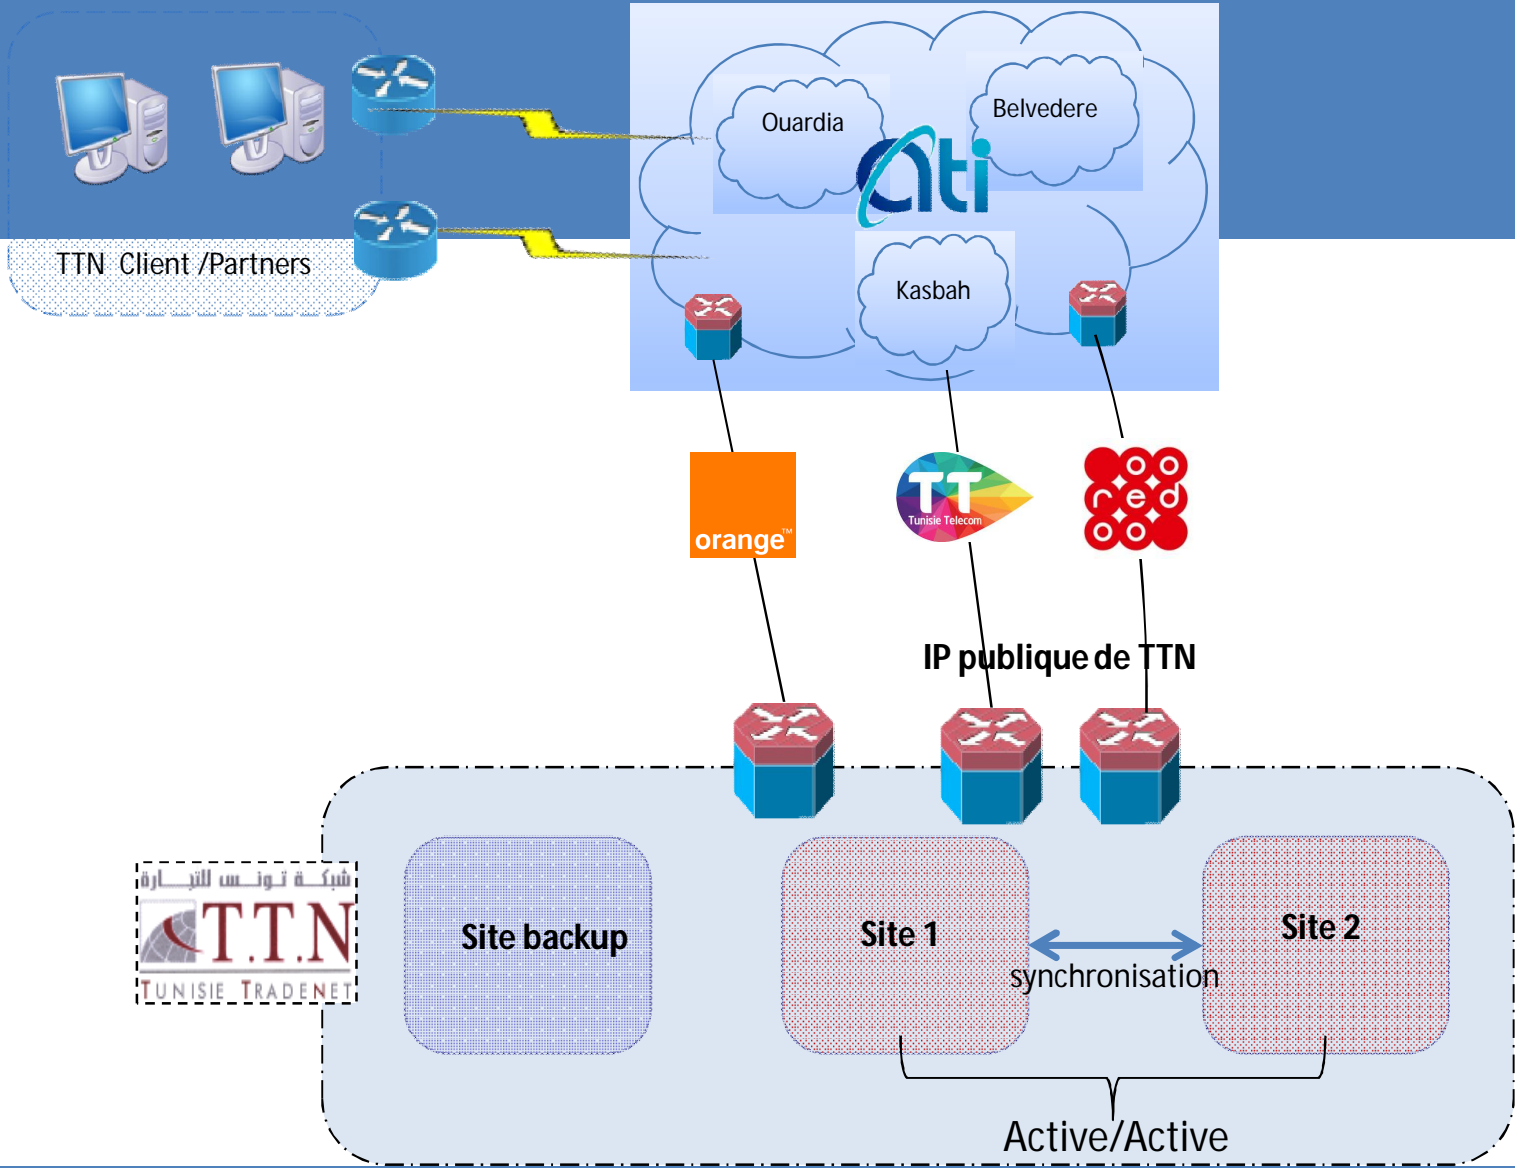 Ouardia
Belvedere
ati
TTN Client /Partners
Kasbah
orange™
TT
Tunisie Telecom
ooredoo
IP publique de TTN
شبكة تونس للتجارة
T.T.N
TUNISIE TRADENET
Site backup
Site 1
Site 2
synchronisation
Active/Active